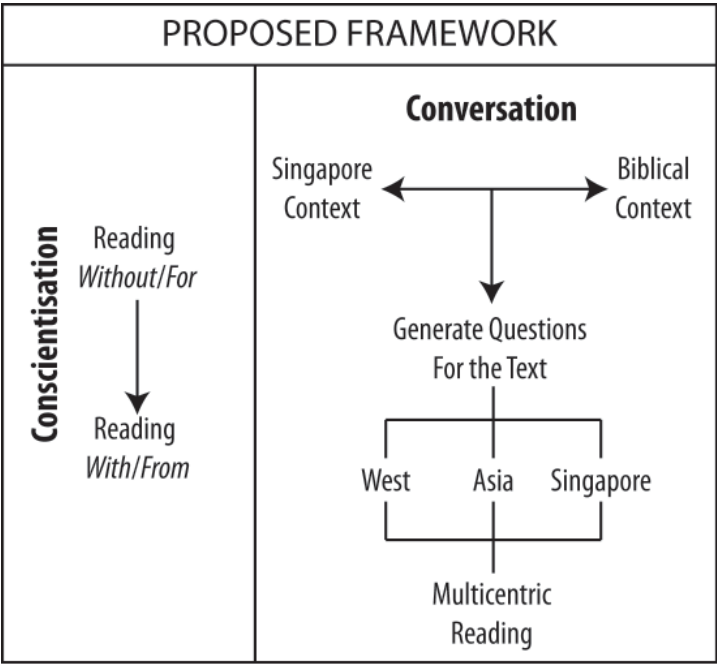 PROPOSED FRAMEWORK
Conscientisation
Reading
Without/For
Reading
With/From
Conversation
Singapore
Context
Biblical
Context
Generate Questions
For the Text
West
Asia
Singapore
Multicentric
Reading